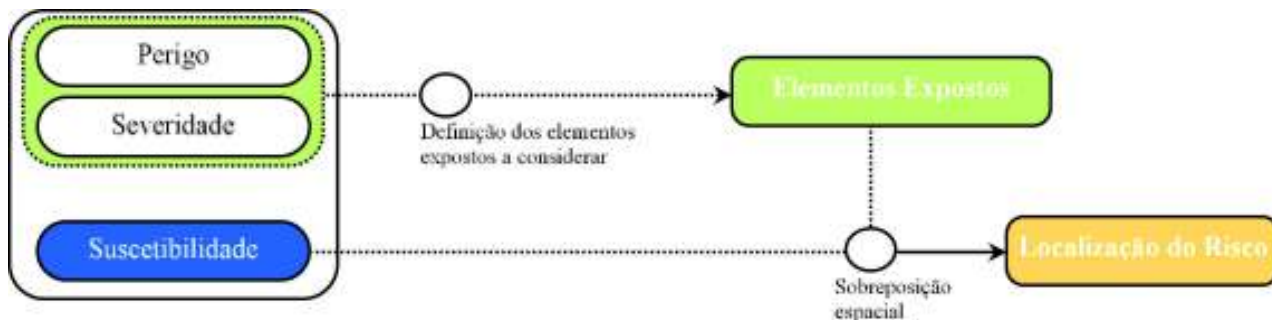 Perigo
Severidade
Suscetibilidade
Definição dos elementos
expostos a considerar
Elementos Expostos
Sobreposição
espacial
Localização do Risco